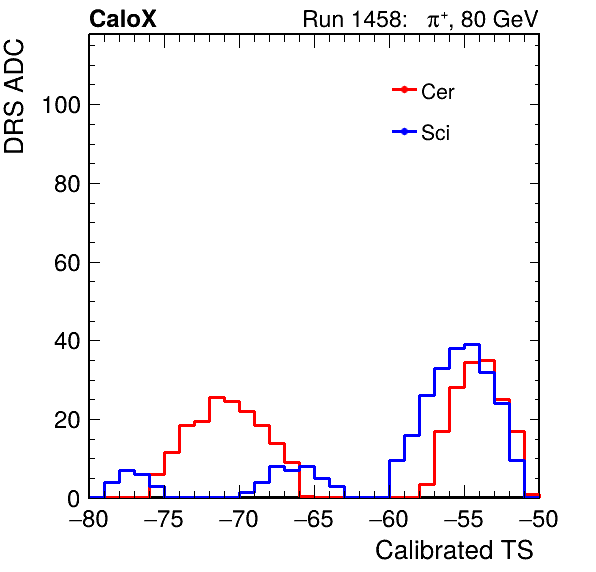 CaloX Run 1458: π⁺, 80 GeV
DRS ADC
Cer
Sci
100
80
60
40
20
0
−80 −75 −70 −65 −60 −55 −50
Calibrated TS